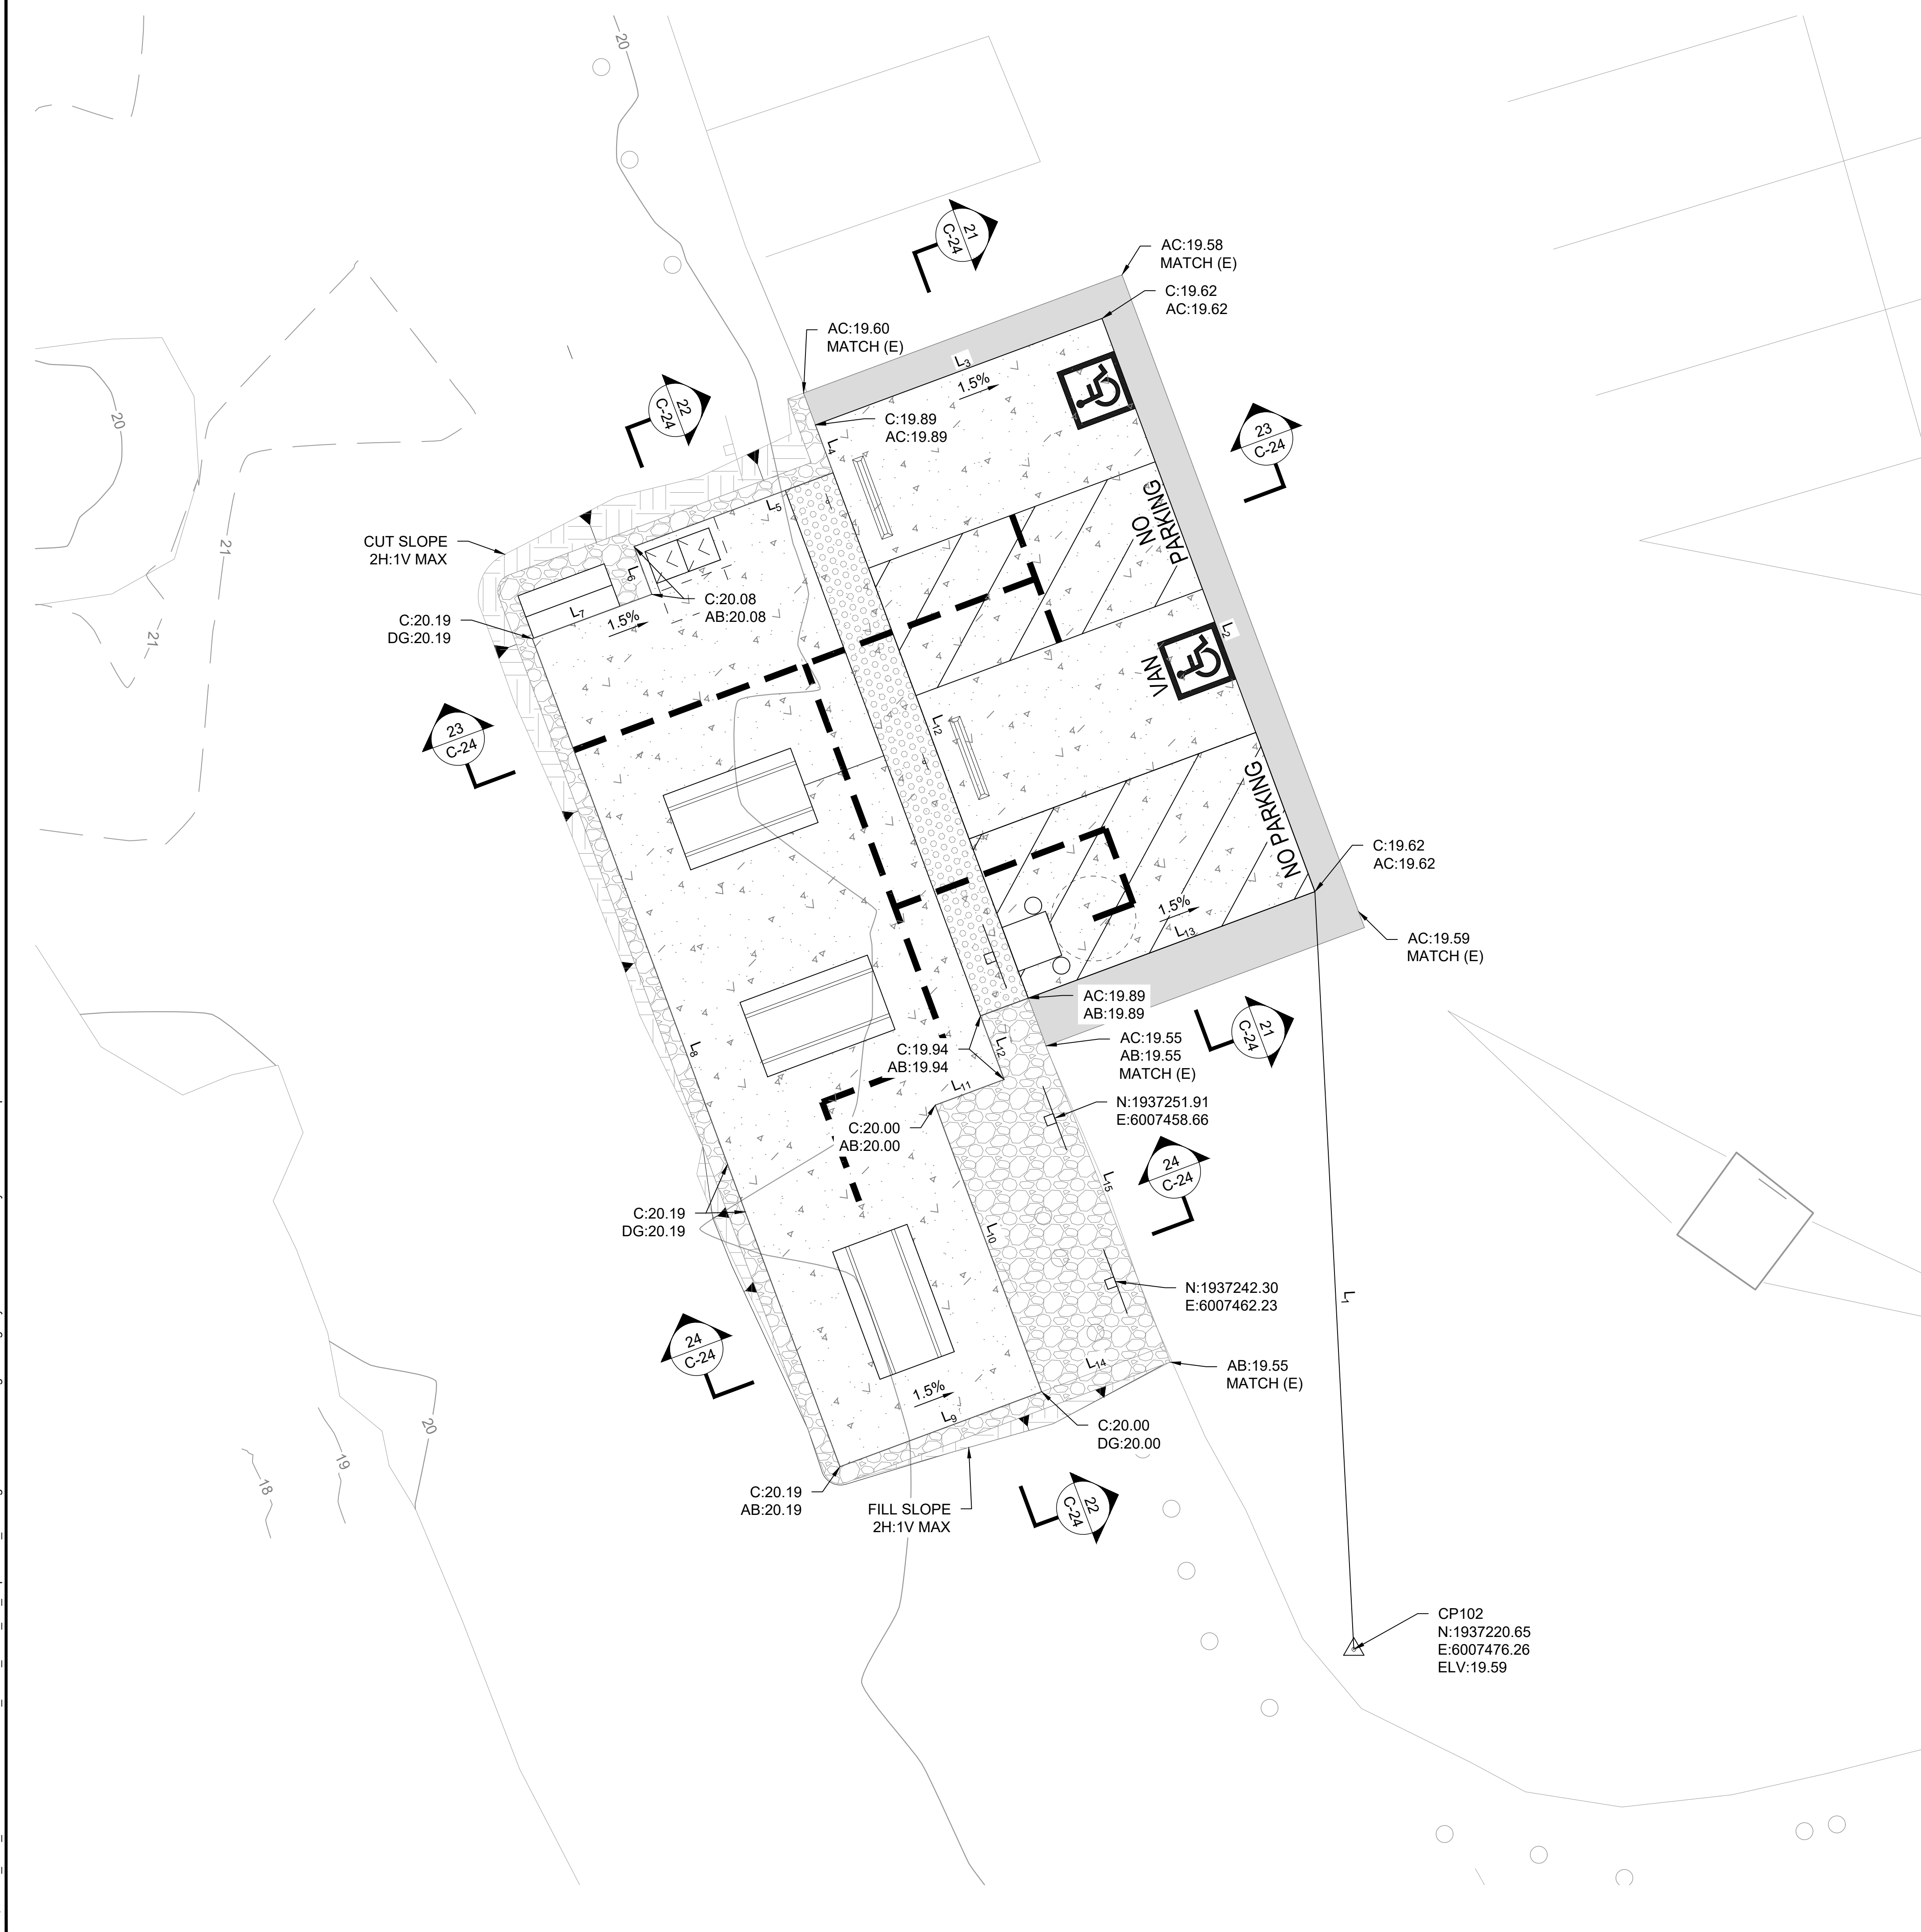 20
21
C-24
AC:19.58
MATCH (E)
C:19.62
AC:19.62
AC:19.60
MATCH (E)
L3
1.5%
22
C-24
20
C:19.89
AC:19.89
L4
23
C-24
NO
PARKING
L5
CUT SLOPE
2H:1V MAX
21
L6
C:20.08
AB:20.08
L7
1.5%
C:20.19
DG:20.19
21
L2
VAN
L12
23
C-24
NO PARKING
C:19.62
AC:19.62
1.5%
L13
AC:19.59
MATCH (E)
AC:19.89
AB:19.89
21
C-24
AC:19.55
AB:19.55
MATCH (E)
L8
C:19.94
AB:19.94
L12
L11
N:1937251.91
E:6007458.66
C:20.00
AB:20.00
24
C-24
L15
C:20.19
DG:20.19
L10
N:1937242.30
E:6007462.23
L1
24
C-24
L14
AB:19.55
MATCH (E)
1.5%
L9
C:20.00
DG:20.00
20
19
18
C:20.19
AB:20.19
FILL SLOPE
2H:1V MAX
22
C-24
CP102
N:1937220.65
E:6007476.26
ELV:19.59